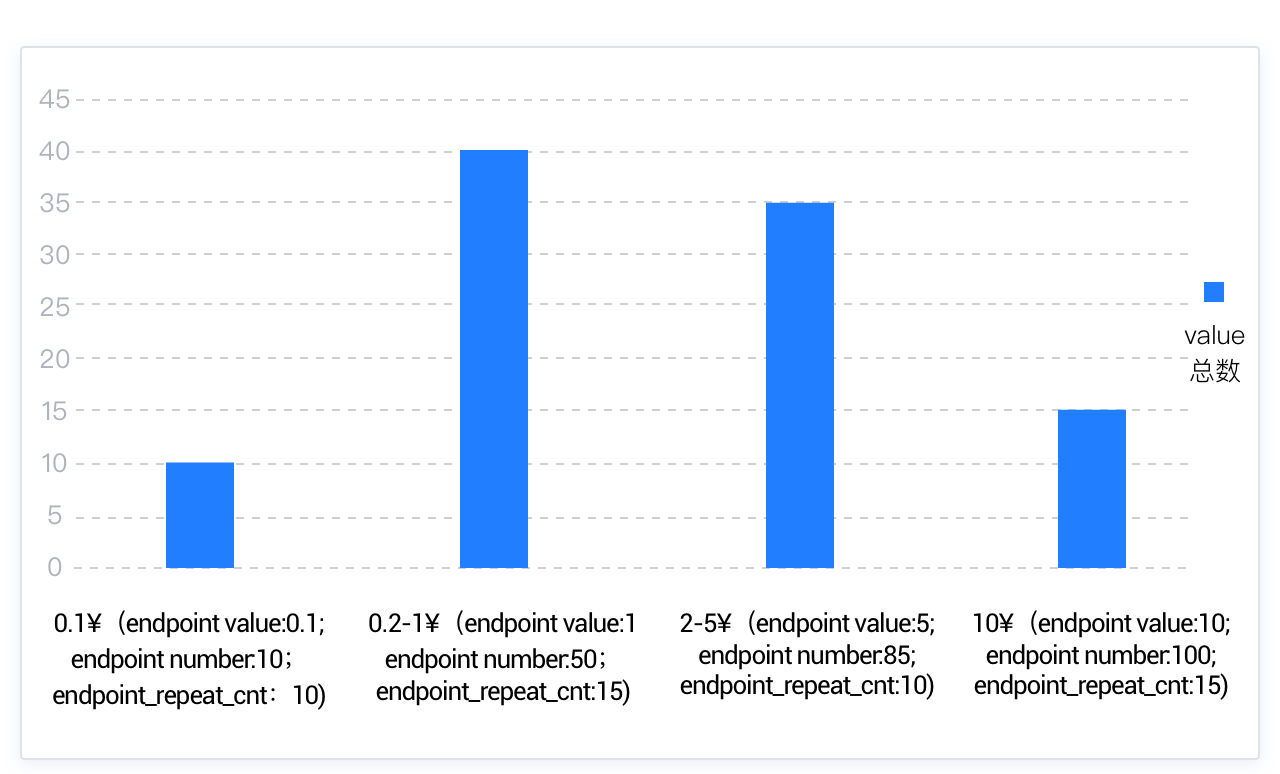 45
40
35
30
25
20
15
10
5
0
value
总数
0.1¥（endpoint value:0.1;
endpoint number:10；
endpoint_repeat_cnt： 10)
0.2-1¥（endpoint value:1
endpoint number:50；
endpoint_repeat_cnt:15)
2-5¥（endpoint value:5;
endpoint number:85;
endpoint_repeat_cnt:10)
10¥（endpoint value:10;
endpoint number:100;
endpoint_repeat_cnt:15)